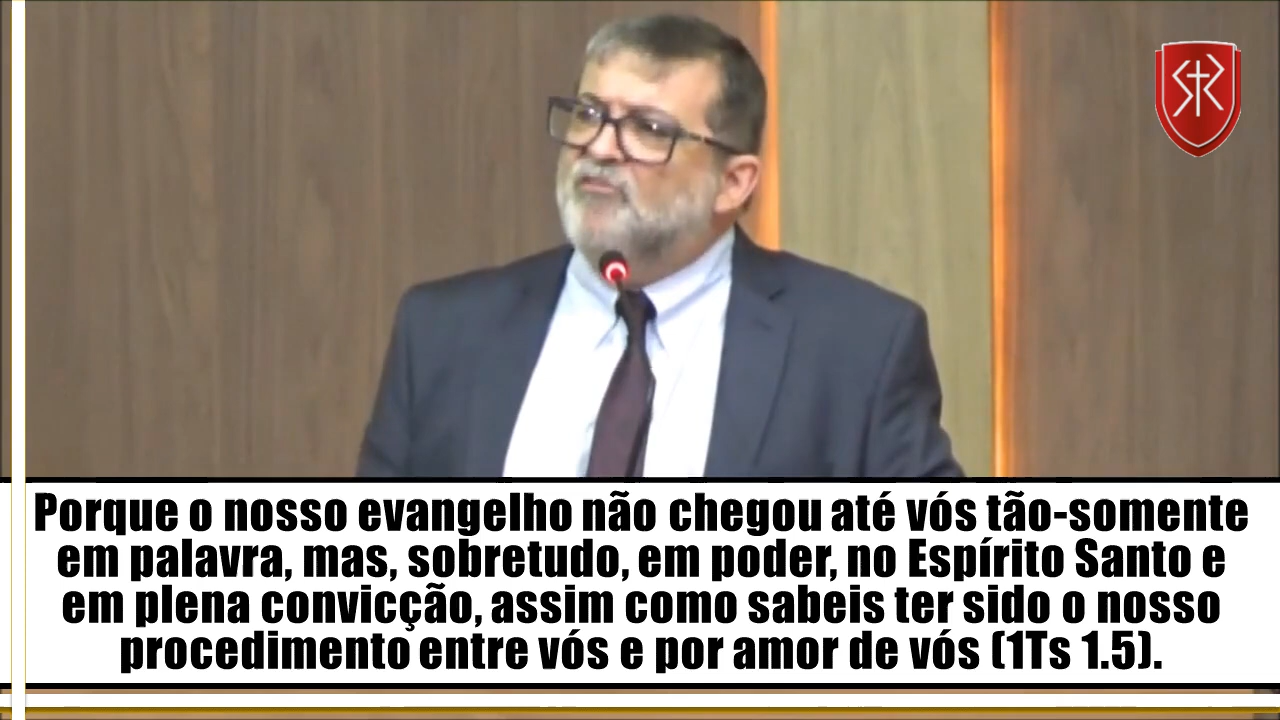 Porque o nosso evangelho não chegou até vós tão-somente
em palavra, mas, sobretudo, em poder, no Espírito Santo e
em plena convicção, assim como sabeis ter sido o nosso
procedimento entre vós e por amor de vós (1Ts 1.5).